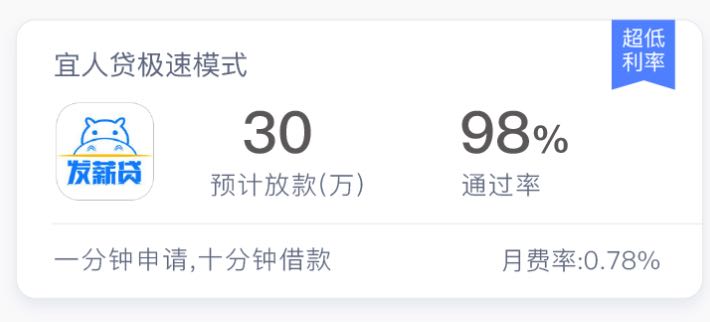 超低
利率
宜人贷极速模式
发薪贷
30
98%
预计放款(万)
通过率
一分钟申请,十分钟借款
月费率:0.78%